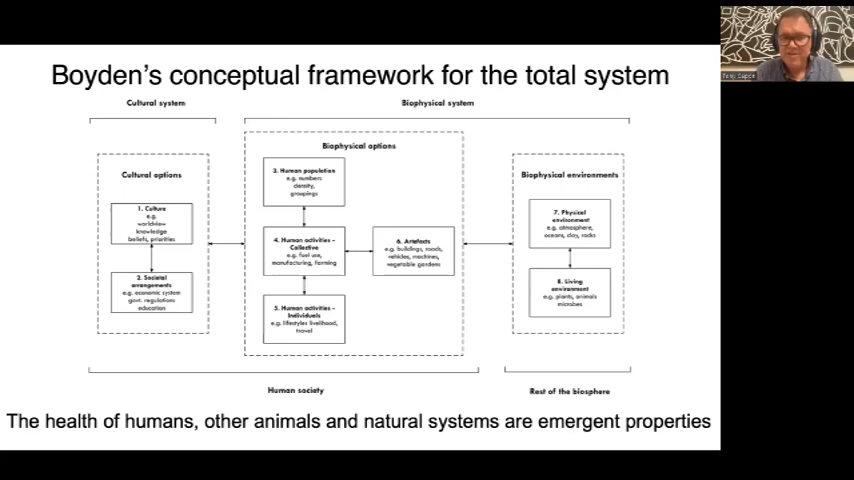 Boyden's conceptual framework for the total system
Cultural system
Biophysical system
Cultural options
1. Culture
e.g.
worldview
knowledge
beliefs, priorities
2. Societal
arrangements
e.g. economic system
govt. regulations
education
Biophysical options
3. Human population
e.g. numbers
density,
groupings
4. Human activities -
Collective
e.g. fuel use,
manufacturing, farming
5. Human activities -
Individuals
e.g. lifestyles livelihood,
travel
6. Artefacts
e.g. buildings, roads,
vehicles, machines,
vegetable gardens
Biophysical environments
7. Physical
environment
e.g. atmosphere,
oceans, clay, rocks
8. Living
environment
e.g. plants, animals
microbes
Human society
Rest of the biosphere
The health of humans, other animals and natural systems are emergent properties
Tony Capon